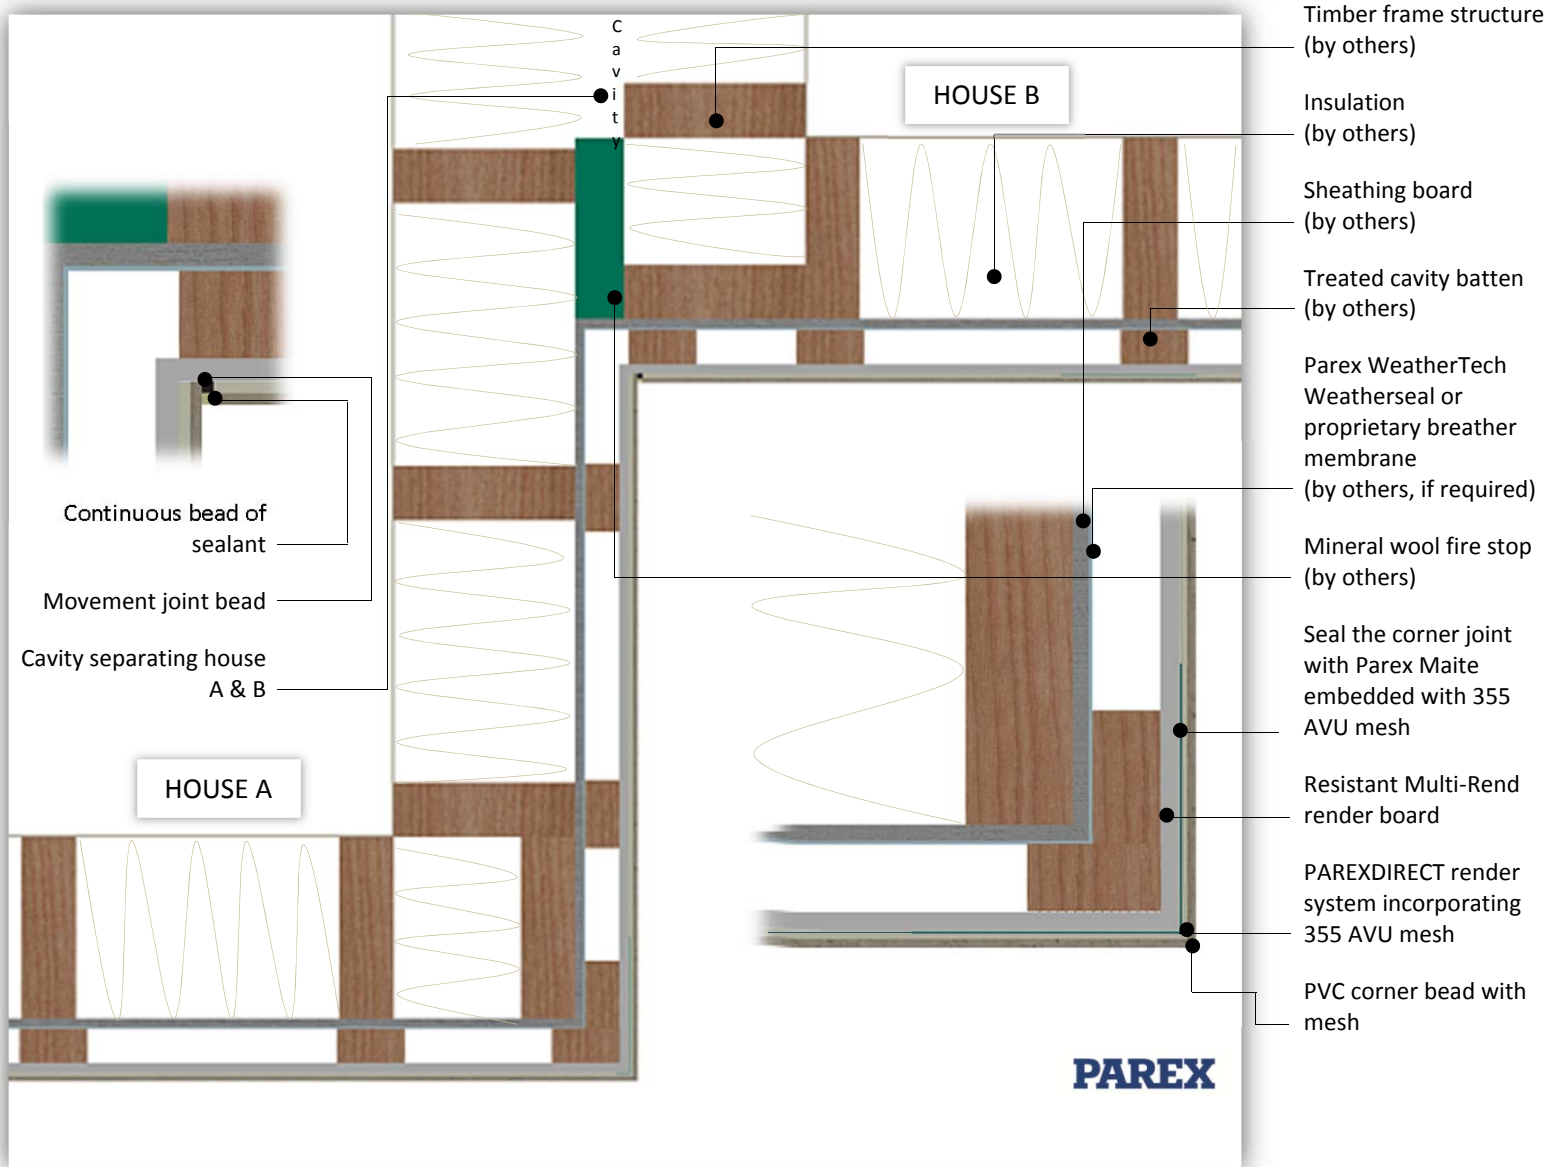 Cavity
HOUSE B
Timber frame structure
(by others)
Insulation
(by others)
Sheathing board
(by others)
Treated cavity batten
(by others)
Parex WeatherTech
Weatherseal or
proprietary breather
membrane
(by others, if required)
Mineral wool fire stop
(by others)
Seal the corner joint
with Parex Maite
embedded with 355
AVU mesh
Resistant Multi-Rend
render board
PAREXDIRECT render
system incorporating
355 AVU mesh
PVC corner bead with
mesh
Continuous bead of
sealant
Movement joint bead
Cavity separating house
A & B
HOUSE A
PAREX